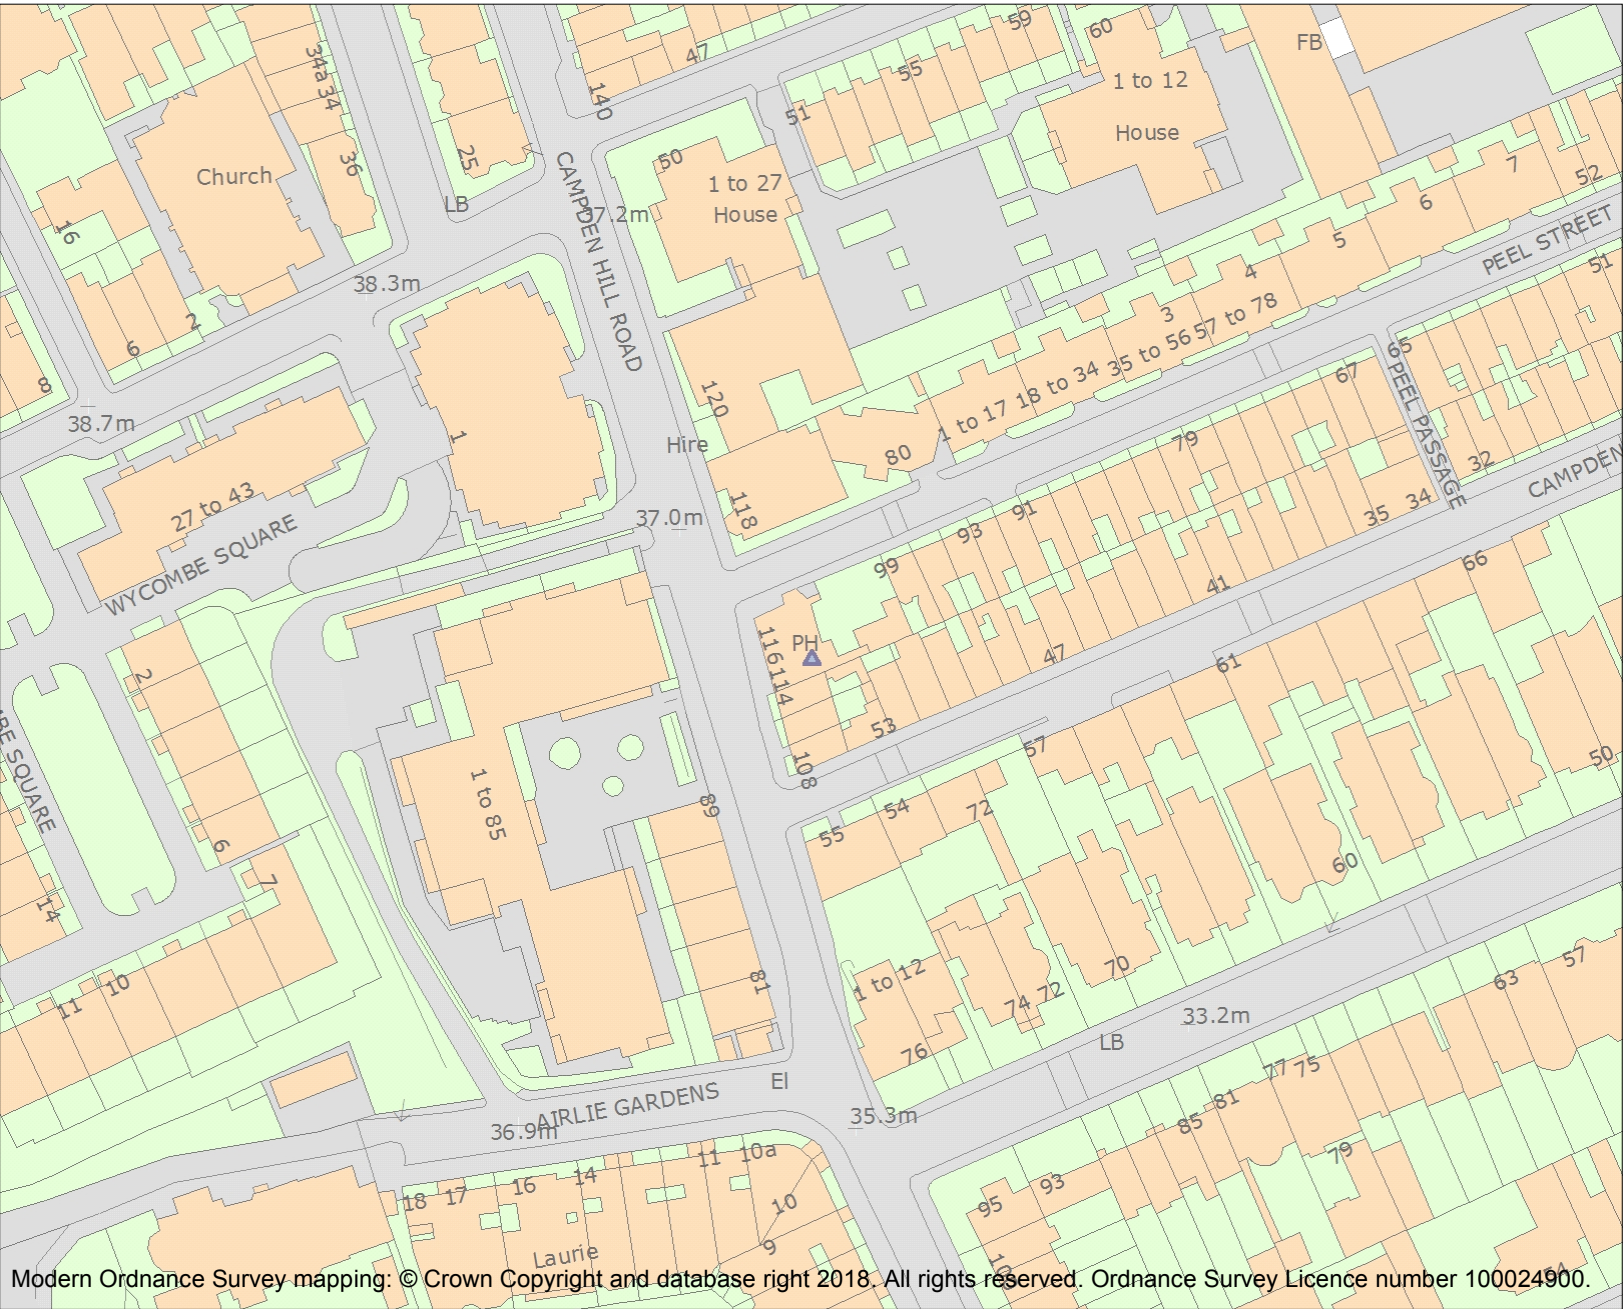 59
60
FB
47
34a
34
55
1 to 12
House
140
51
7
52
36
25
50
Church
1 to 27
House
LB
37.2m
6
PEEL STREET
16
CAMPDEN HILL ROAD
5
51
38.3m
4
3
2
57 to 78
6
35 to 56
65
8
18 to 34
67
PEEL PASSAGE
120
1 to 17
38.7m
1
Hire
80
79
32
CAMPDEN
27 to 43
118
34
35
37.0m
91
93
WYCOMBE SQUARE
99
66
41
116
PH
114
47
61
2
53
57
50
BE SQUARE
108
1 to 85
89
54
72
55
6
60
7
14
1 to 12
70
57
63
10
81
72
74
11
33.2m
LB
76
El
77
75
AIRLIE GARDENS
35.3m
81
36.9m
85
11
10a
79
14
16
93
17
18
95
10
9
Laurie
Modern Ordnance Survey mapping: © Crown Copyright and database right 2018. All rights reserved. Ordnance Survey Licence number 100024900.